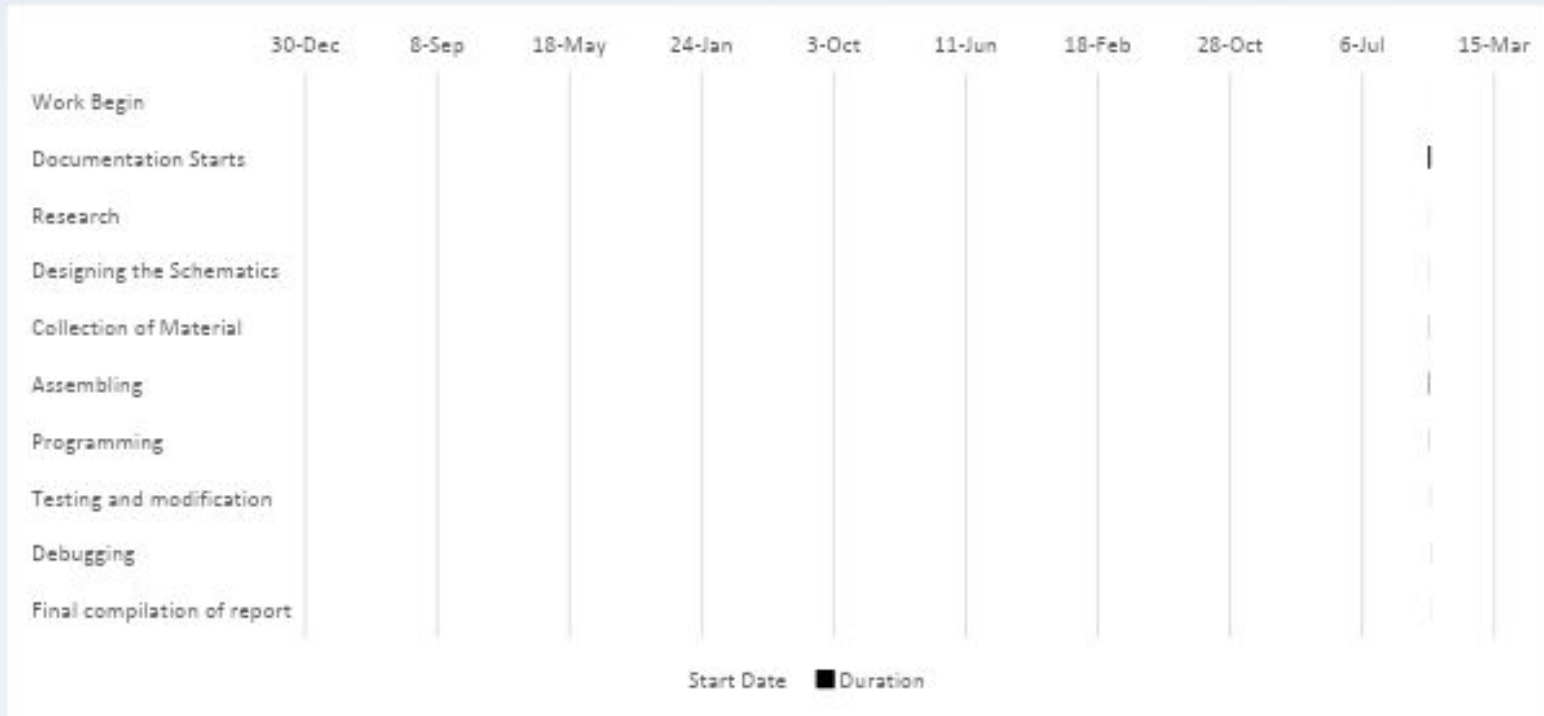 30-Dec 8-Sep 18-May 24-Jan 3-Oct 11-Jun 18-Feb 28-Oct 6-Jul 15-Mar
Work Begin
Documentation Starts
Research
Designing the Schematics
Collection of Material
Assembling
Programming
Testing and modification
Debugging
Final compilation of report
Start Date Duration